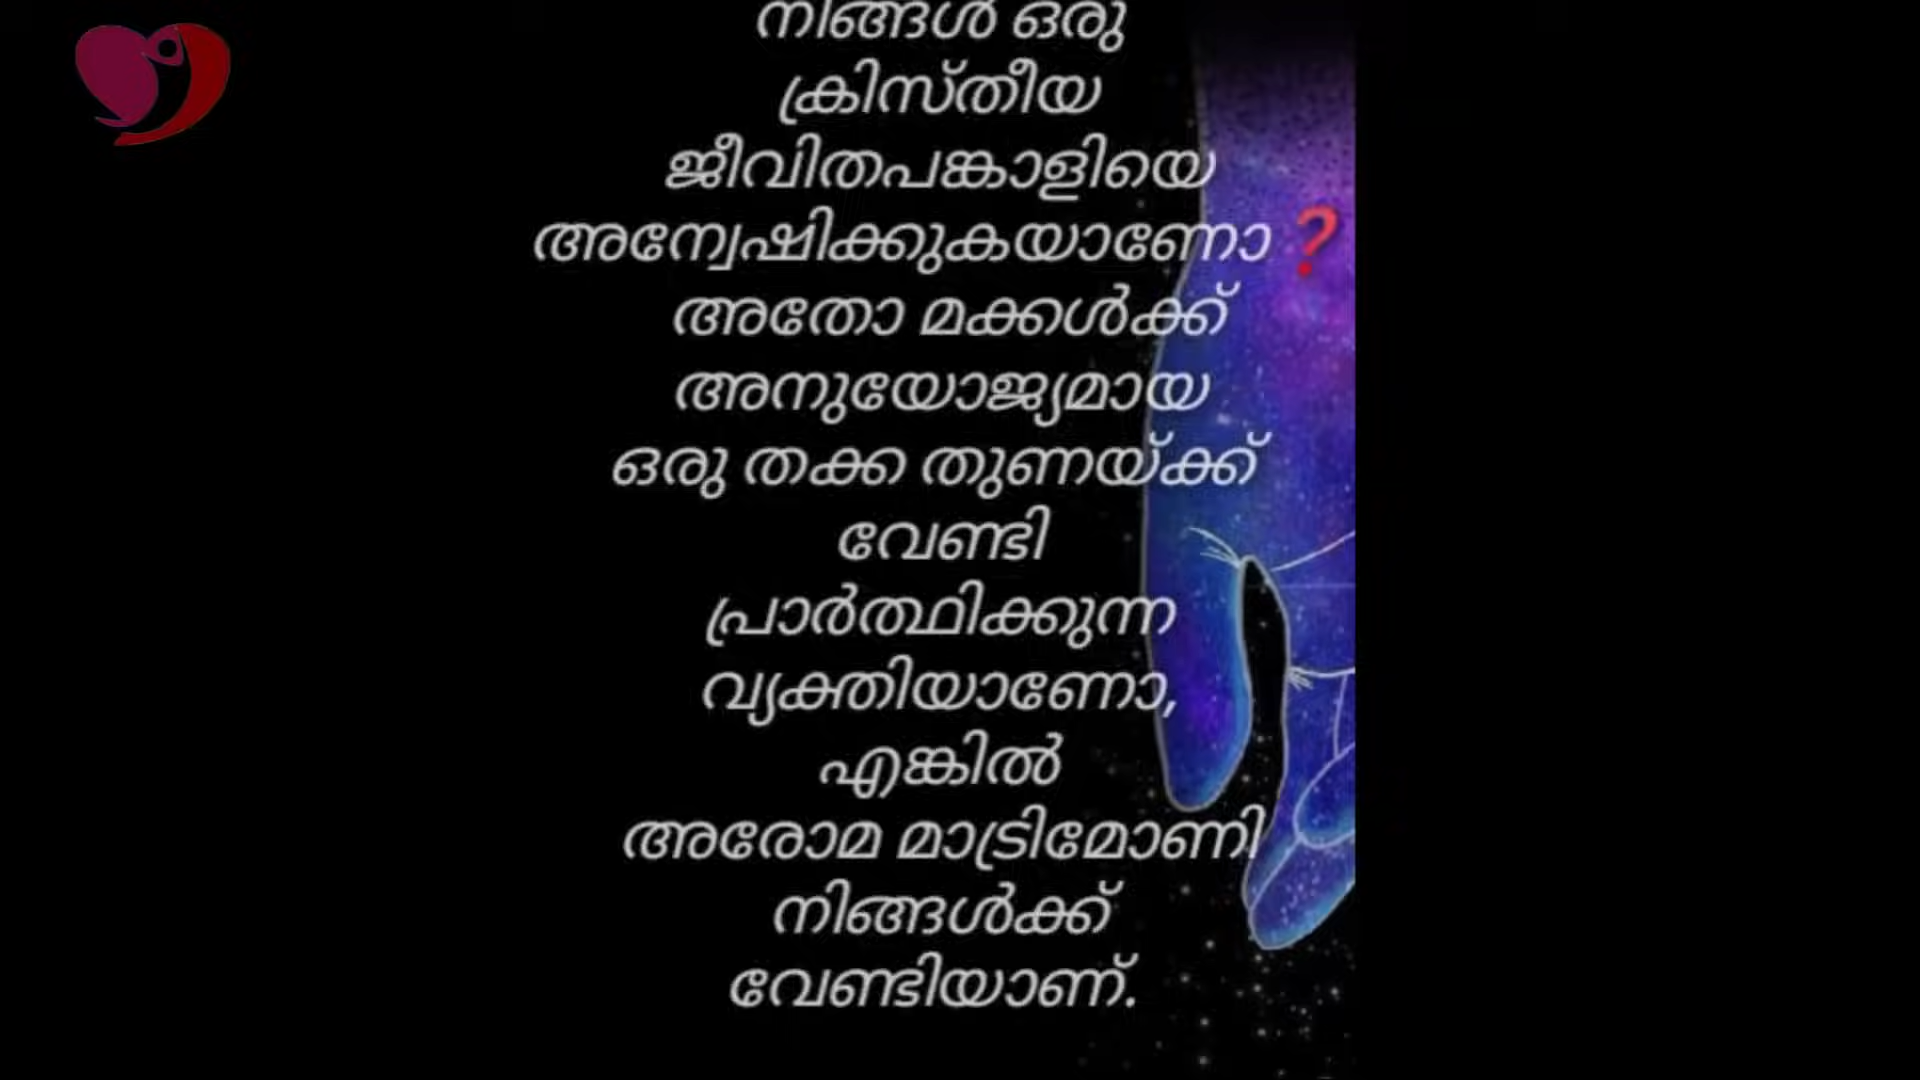 നിങ്ങൾ ഒരു
ക്രിസ്തീയ
ജീവിതപങ്കാളിയെ
അന്വേഷിക്കുകയാണോ❓
അതോ മക്കൾക്ക്
അനുയോജ്യമായ
ഒരു തക്ക തുണയ്ക്ക്
വേണ്ടി
പ്രാർത്ഥിക്കുന്ന
വ്യക്തിയാണോ,
എങ്കിൽ
അരോമ മാട്രിമോണി
നിങ്ങൾക്ക്
വേണ്ടിയാണ്.